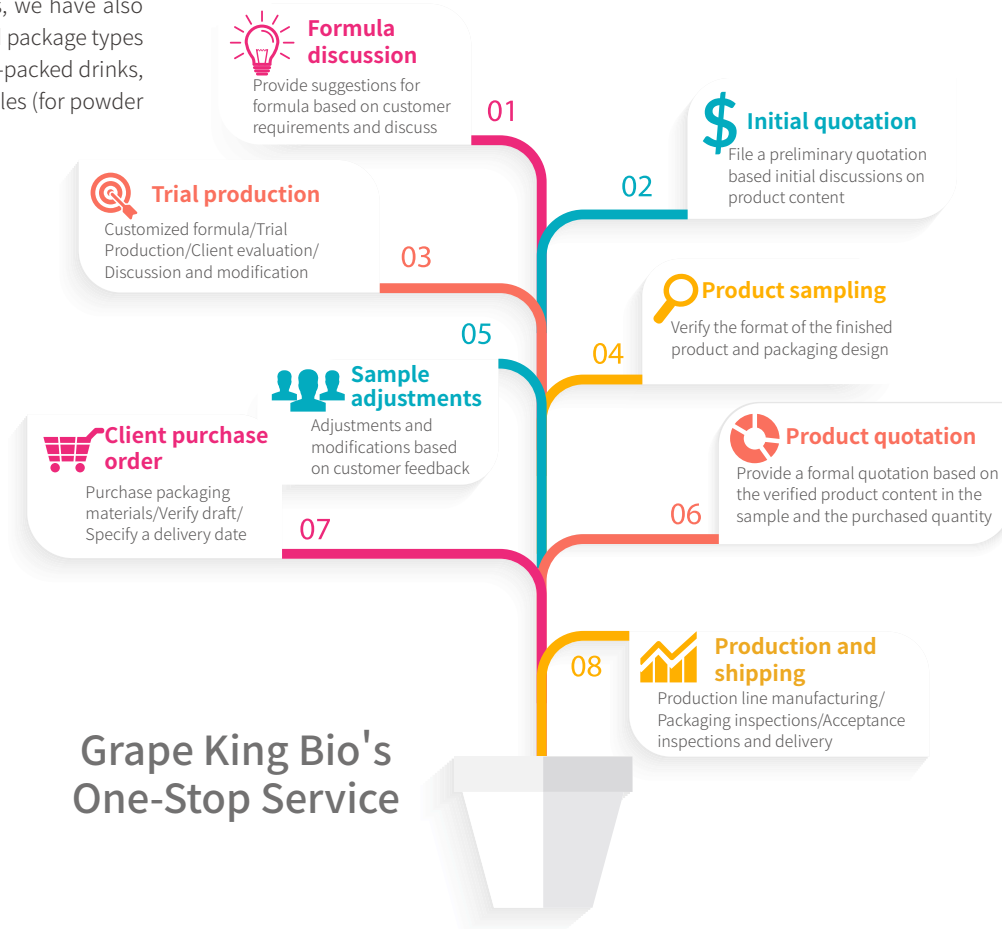 s, we have also
package types
-packed drinks,
les (for powder
Formula
discussion
Provide suggestions for
formula based on customer
requirements and discuss
01
Initial quotation
File a preliminary quotation
based initial discussions on
product content
02
Trial production
Customized formula/Trial
Production/Client evaluation/
Discussion and modification
03
Product sampling
Verify the format of the finished
product and packaging design
04
05
Sample
adjustments
Adjustments and
modifications based
on customer feedback
Product quotation
Provide a formal quotation based on
the verified product content in the
sample and the purchased quantity
06
Client purchase
order
Purchase packaging
materials/Verify draft/
Specify a delivery date
07
08
Production and
shipping
Production line manufacturing/
Packaging inspections/Acceptance
inspections and delivery
Grape King Bio's
One-Stop Service